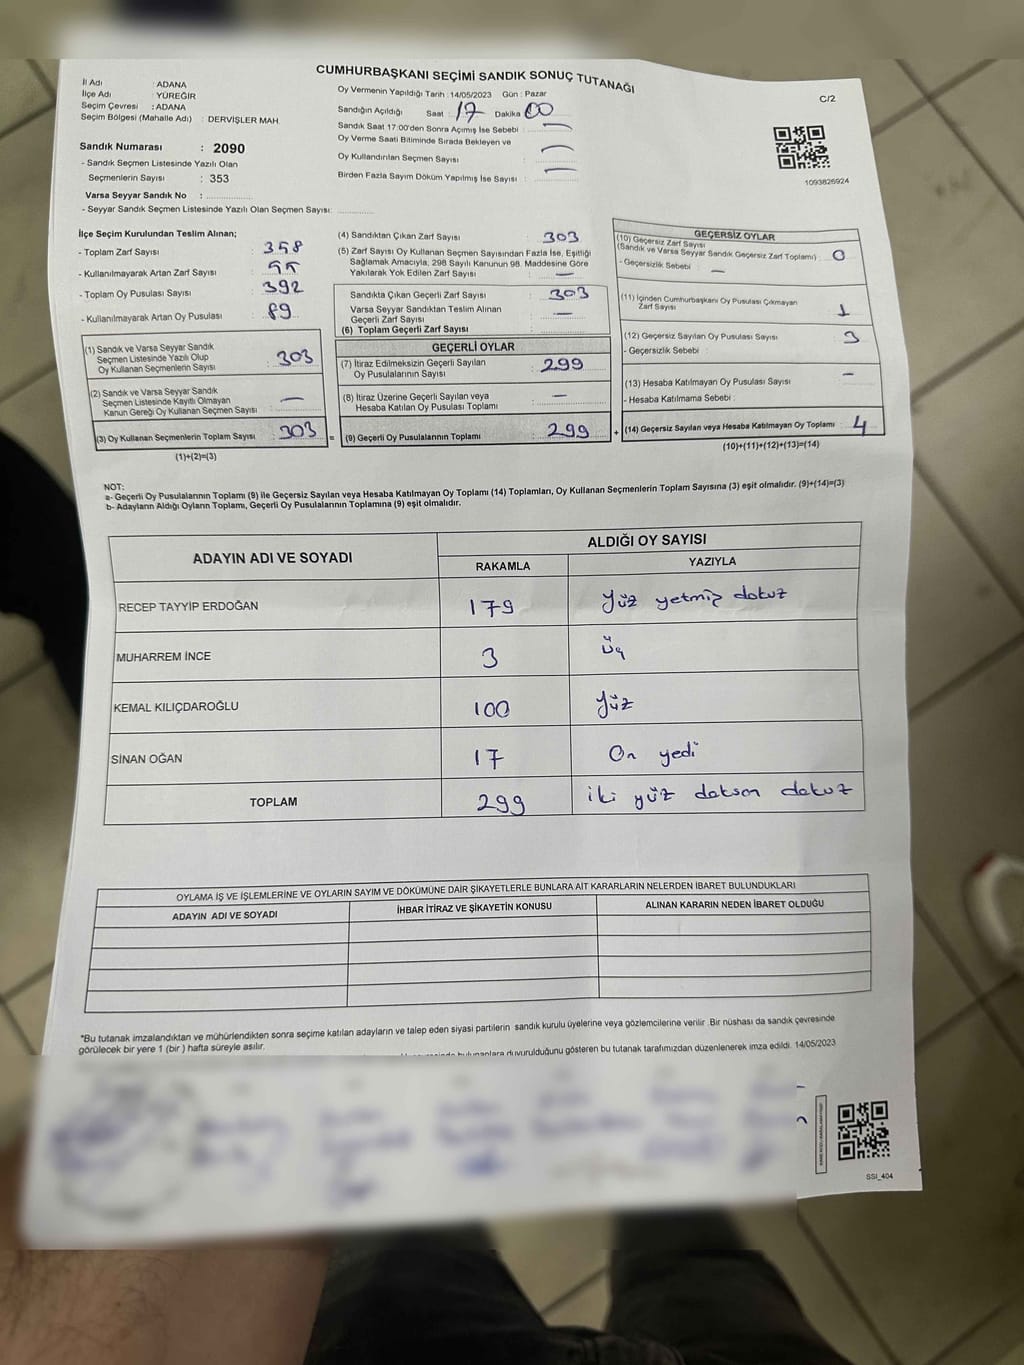 CUMHURBAŞKANI SEÇİMİ SANDIK SONUÇ TUTANAĞI
İl Adı : ADANA
İlçe Adı : YÜREĞİR
Seçim Çevresi : ADANA
Seçim Bölgesi (Mahalle Adı) : DERVİŞLER MAH.
Sandık Numarası : 2090
- Sandık Seçmen Listesinde Yazılı Olan
Seçmenlerin Sayısı : 353
Varsa Seyyar Sandık No :
- Seyyar Sandık Seçmen Listesinde Yazılı Olan Seçmen Sayısı:
Oy Vermenin Yapıldığı Tarih : 14/05/2023 Gün : Pazar
Sandığın Açıldığı Saat : 17 Dakika 00
Sandık Saat 17:00'den Sonra Açımış İse Sebebi : —
Oy Verme Saati Bitiminde Sırada Bekleyen ve
Oy Kullandırılan Seçmen Sayısı : —
Birden Fazla Sayım Döküm Yapılmış İse Sayısı : —
C/2
1093826924
İlçe Seçim Kurulundan Teslim Alınan;
- Toplam Zarf Sayısı : 358
- Kullanılmayarak Artan Zarf Sayısı : 55
- Toplam Oy Pusulası Sayısı : 392
- Kullanılmayarak Artan Oy Pusulası : 89
(1) Sandık ve Varsa Seyyar Sandık
Seçmen Listesinde Yazılı Olup
Oy Kullanan Seçmenlerin Sayısı : 303
(2) Sandık ve Varsa Seyyar Sandık
Seçmen Listesinde Kayıtlı Olmayan
Kanun Gereği Oy Kullanan Seçmen Sayısı : —
(3) Oy Kullanan Seçmenlerin Toplam Sayısı : 303
(1)+(2)=(3)
(4) Sandıktan Çıkan Zarf Sayısı : 303
(5) Zarf Sayısı Oy Kullanan Seçmen Sayısından Fazla İse, Eşitliği
Sağlamak Amacıyla, 298 Sayılı Kanunun 98. Maddesine Göre
Yakılarak Yok Edilen Zarf Sayısı : —
Sandıkta Çıkan Geçerli Zarf Sayısı : 303
Varsa Seyyar Sandıktan Teslim Alınan
Geçerli Zarf Sayısı : —
(6) Toplam Geçerli Zarf Sayısı :
GEÇERLİ OYLAR
(7) İtiraz Edilmeksizin Geçerli Sayılan
Oy Pusulalarının Sayısı : 299
(8) İtiraz Üzerine Geçerli Sayılan veya
Hesaba Katılan Oy Pusulası Toplamı : —
= (9) Geçerli Oy Pusulalarının Toplamı : 299
GEÇERSİZ OYLAR
(10) Geçersiz Zarf Sayısı
(Sandık ve Varsa Seyyar Sandık Geçersiz Zarf Toplamı) : 0
- Geçersizlik Sebebi : —
(11) İçinden Cumhurbaşkanı Oy Pusulası Çıkmayan
Zarf Sayısı : 1
(12) Geçersiz Sayılan Oy Pusulası Sayısı : 3
- Geçersizlik Sebebi :
(13) Hesaba Katılmayan Oy Pusulası Sayısı : —
- Hesaba Katılmama Sebebi :
+ (14) Geçersiz Sayılan veya Hesaba Katılmayan Oy Toplamı : 4
(10)+(11)+(12)+(13)=(14)
NOT:
a- Geçerli Oy Pusulalarının Toplamı (9) ile Geçersiz Sayılan veya Hesaba Katılmayan Oy Toplamı (14) Toplamları, Oy Kullanan Seçmenlerin Toplam Sayısına (3) eşit olmalıdır. (9)+(14)=(3)
b- Adayların Aldığı Oyların Toplamı, Geçerli Oy Pusulalarının Toplamına (9) eşit olmalıdır.
ADAYIN ADI VE SOYADI ALDIĞI OY SAYISI
RAKAMLA YAZIYLA
RECEP TAYYİP ERDOĞAN 179 Yüz yetmiş dokuz
MUHARREM İNCE 3 üç
KEMAL KILIÇDAROĞLU 100 yüz
SİNAN OĞAN 17 On yedi
TOPLAM 299 iki yüz doksan dokuz
OYLAMA İŞ VE İŞLEMLERİNE VE OYLARIN SAYIM VE DÖKÜMÜNE DAİR ŞİKAYETLERLE BUNLARA AİT KARARLARIN NELERDEN İBARET BULUNDUKLARI
ADAYIN ADI VE SOYADI İHBAR İTİRAZ VE ŞİKAYETİN KONUSU ALINAN KARARIN NEDEN İBARET OLDUĞU
*Bu tutanak imzalandıktan ve mühürlendikten sonra seçime katılan adayların ve talep eden siyasi partilerin sandık kurulu üyelerine veya gözlemcilerine verilir .Bir nüshası da sandık çevresinde
görülecek bir yere 1 (bir ) hafta süreyle asılır.
bulunanlara duyurulduğunu gösteren bu tutanak tarafımızdan düzenlenerek imza edildi. 14/05/2023
SSI_404